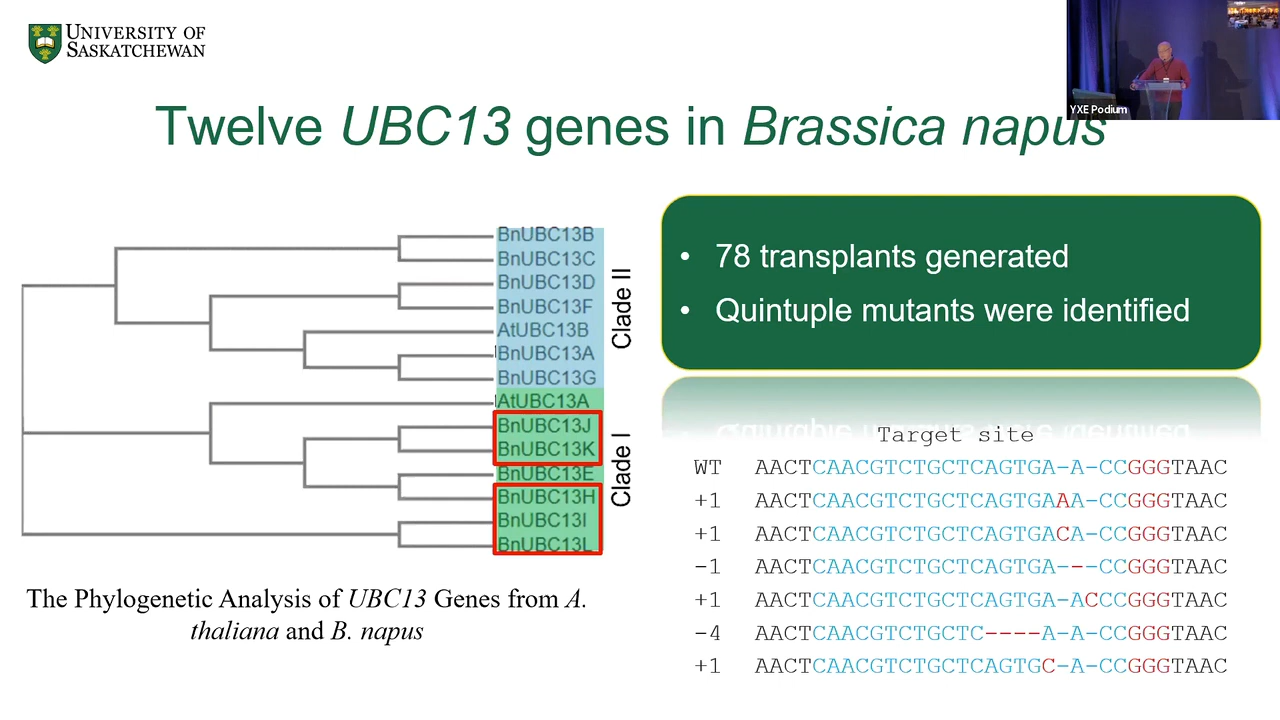 UNIVERSITY OF
SASKATCHEWAN
YXE Podium
Twelve UBC13 genes in Brassica napus
BnUBC13B
BnUBC13C
BnUBC13D
BnUBC13F
AtUBC13B
BnUBC13A
BnUBC13G
AtUBC13A
BnUBC13J
BnUBC13K
BnUBC13E
BnUBC13H
BnUBC13I
BnUBC13L
Clade II
Clade I
The Phylogenetic Analysis of UBC13 Genes from A.
thaliana and B. napus
• 78 transplants generated
• Quintuple mutants were identified
Target site
WT AACTCAACGTCTGCTCAGTGA-A-CCGGGTAAC
+1 AACTCAACGTCTGCTCAGTGAAA-CCGGGTAAC
+1 AACTCAACGTCTGCTCAGTGACA-CCGGGTAAC
-1 AACTCAACGTCTGCTCAGTGA---CCGGGTAAC
+1 AACTCAACGTCTGCTCAGTGA-ACCCGGGTAAC
-4 AACTCAACGTCTGCTC----A-A-CCGGGTAAC
+1 AACTCAACGTCTGCTCAGTGC-A-CCGGGTAAC